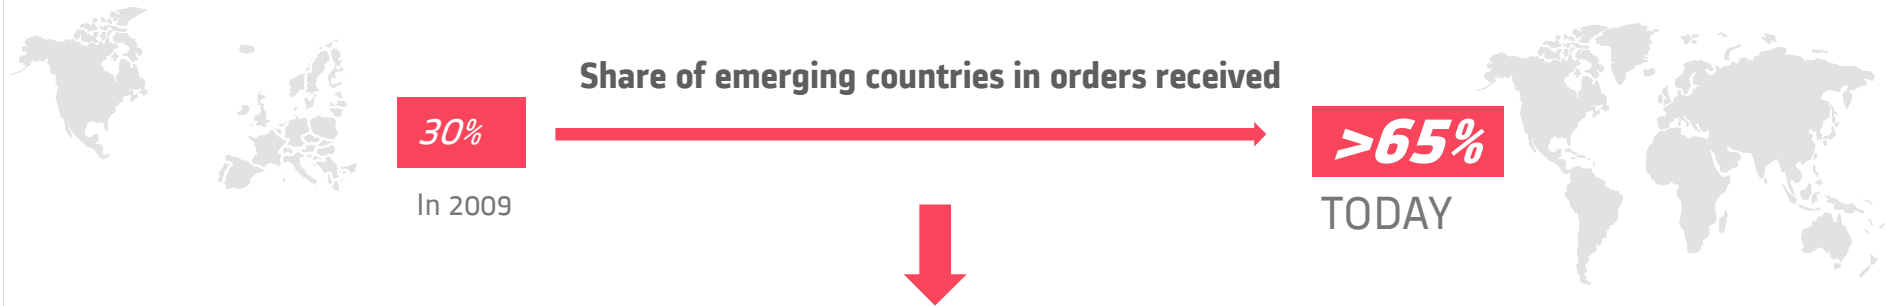 Share of emerging countries in orders received
30%
>65%
In 2009
TODAY